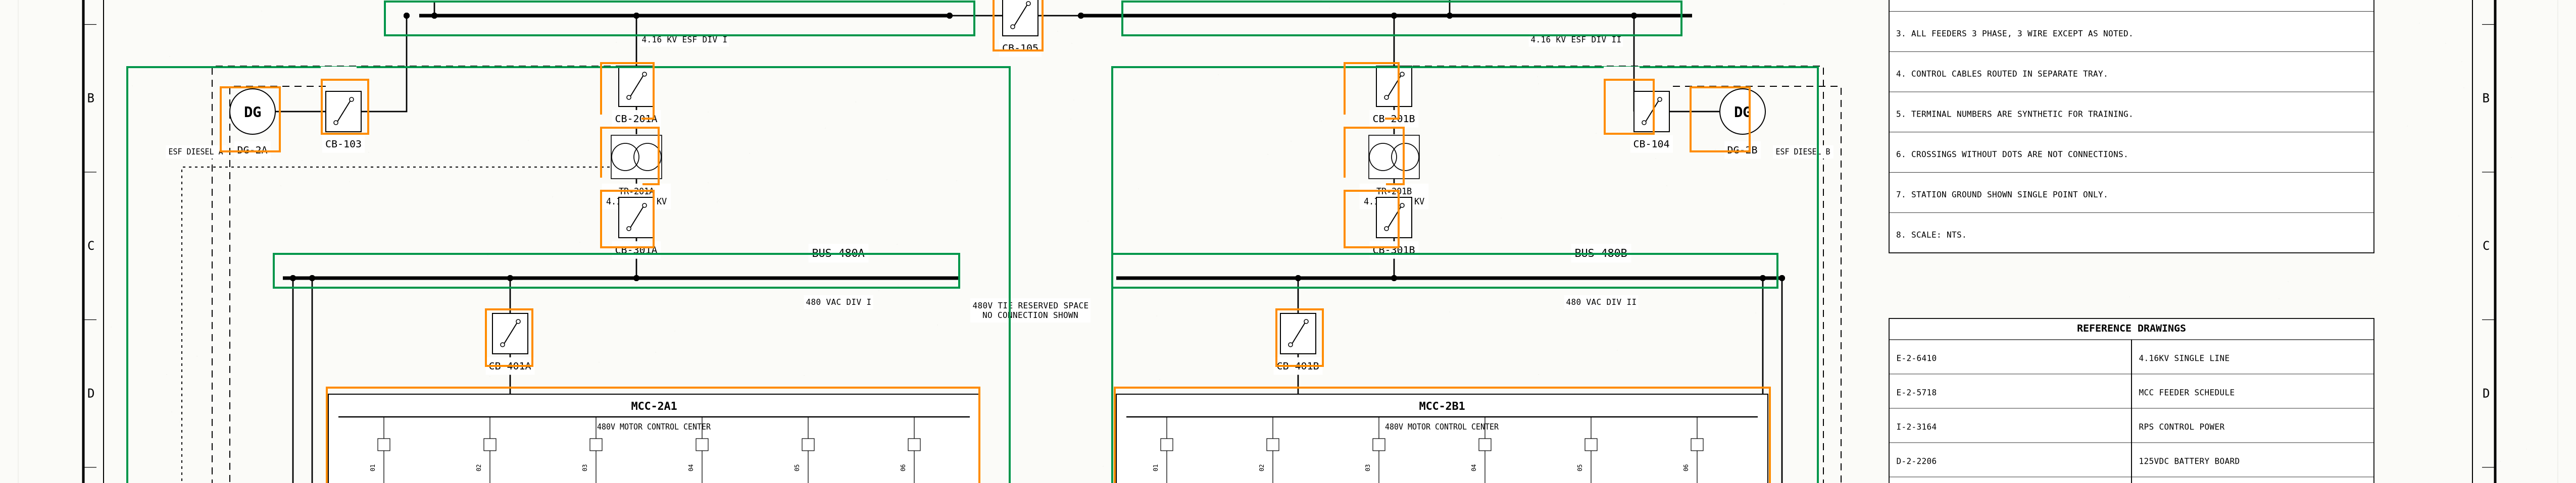 4.16 KV ESF DIV I
CB-105
4.16 KV ESF DIV II
3. ALL FEEDERS 3 PHASE, 3 WIRE EXCEPT AS NOTED.
4. CONTROL CABLES ROUTED IN SEPARATE TRAY.
5. TERMINAL NUMBERS ARE SYNTHETIC FOR TRAINING.
6. CROSSINGS WITHOUT DOTS ARE NOT CONNECTIONS.
7. STATION GROUND SHOWN SINGLE POINT ONLY.
8. SCALE: NTS.
B
B
DG
CB-201A
CB-201B
DG
CB-103
CB-104
ESF DIESEL A
DG-2A
DG-2B
ESF DIESEL B
TR-201A
TR-201B
KV
KV
C
C
CB-301A
CB-301B
BUS 480A
BUS 480B
480 VAC DIV I
480V TIE RESERVED SPACE
NO CONNECTION SHOWN
480 VAC DIV II
CB-401A
CB-401B
D
D
MCC-2A1
480V MOTOR CONTROL CENTER
01
02
03
04
05
06
MCC-2B1
480V MOTOR CONTROL CENTER
01
02
03
04
05
06
REFERENCE DRAWINGS
E-2-6410 4.16KV SINGLE LINE
E-2-5718 MCC FEEDER SCHEDULE
I-2-3164 RPS CONTROL POWER
D-2-2206 125VDC BATTERY BOARD